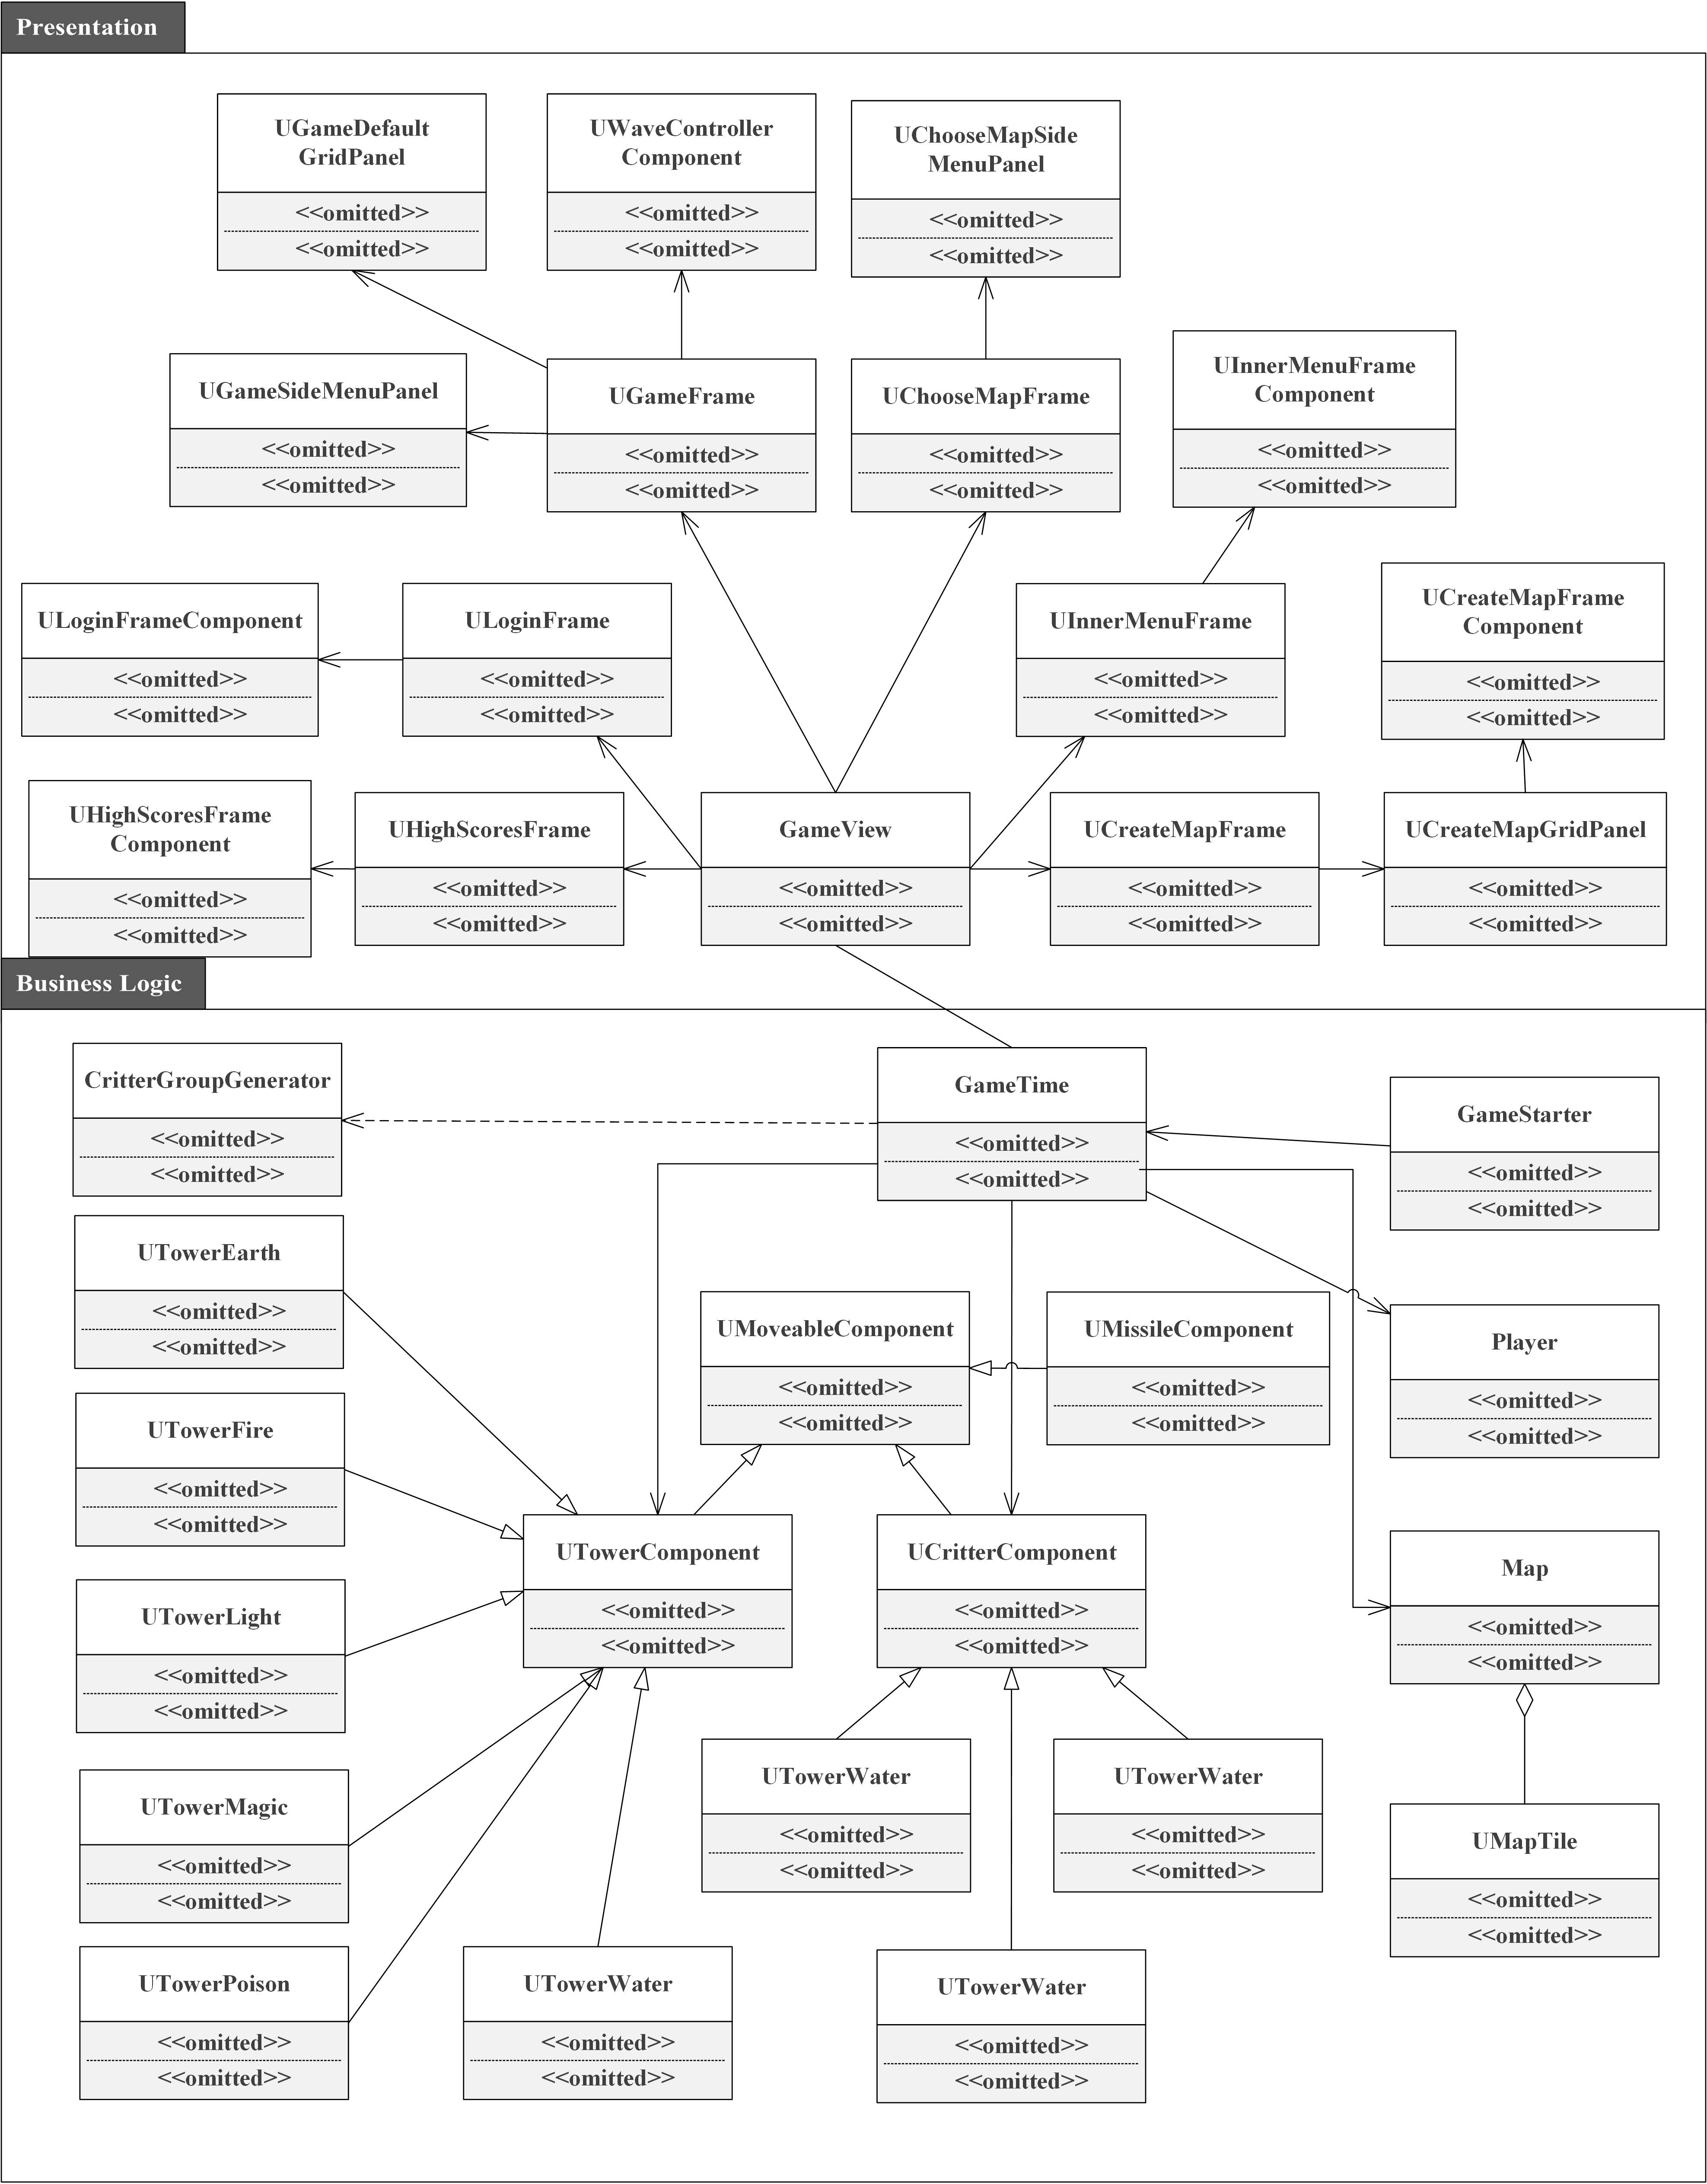 Presentation
UGameDefault
GridPanel
<<omitted>>
<<omitted>>
UWaveController
Component
<<omitted>>
<<omitted>>
UChooseMapSide
MenuPanel
<<omitted>>
<<omitted>>
UGameSideMenuPanel
<<omitted>>
<<omitted>>
UGameFrame
<<omitted>>
<<omitted>>
UChooseMapFrame
<<omitted>>
<<omitted>>
UInnerMenuFrame
Component
<<omitted>>
<<omitted>>
ULoginFrameComponent
<<omitted>>
<<omitted>>
ULoginFrame
<<omitted>>
<<omitted>>
UInnerMenuFrame
<<omitted>>
<<omitted>>
UCreateMapFrame
Component
<<omitted>>
<<omitted>>
UHighScoresFrame
Component
<<omitted>>
<<omitted>>
UHighScoresFrame
<<omitted>>
<<omitted>>
GameView
<<omitted>>
<<omitted>>
UCreateMapFrame
<<omitted>>
<<omitted>>
UCreateMapGridPanel
<<omitted>>
<<omitted>>
Business Logic
CritterGroupGenerator
<<omitted>>
<<omitted>>
GameTime
<<omitted>>
<<omitted>>
GameStarter
<<omitted>>
<<omitted>>
UTowerEarth
<<omitted>>
<<omitted>>
UMoveableComponent
<<omitted>>
<<omitted>>
UMissileComponent
<<omitted>>
<<omitted>>
Player
<<omitted>>
<<omitted>>
UTowerFire
<<omitted>>
<<omitted>>
UTowerComponent
<<omitted>>
<<omitted>>
UCritterComponent
<<omitted>>
<<omitted>>
Map
<<omitted>>
<<omitted>>
UTowerLight
<<omitted>>
<<omitted>>
UTowerMagic
<<omitted>>
<<omitted>>
UTowerWater
<<omitted>>
<<omitted>>
UTowerWater
<<omitted>>
<<omitted>>
UMapTile
<<omitted>>
<<omitted>>
UTowerPoison
<<omitted>>
<<omitted>>
UTowerWater
<<omitted>>
<<omitted>>
UTowerWater
<<omitted>>
<<omitted>>